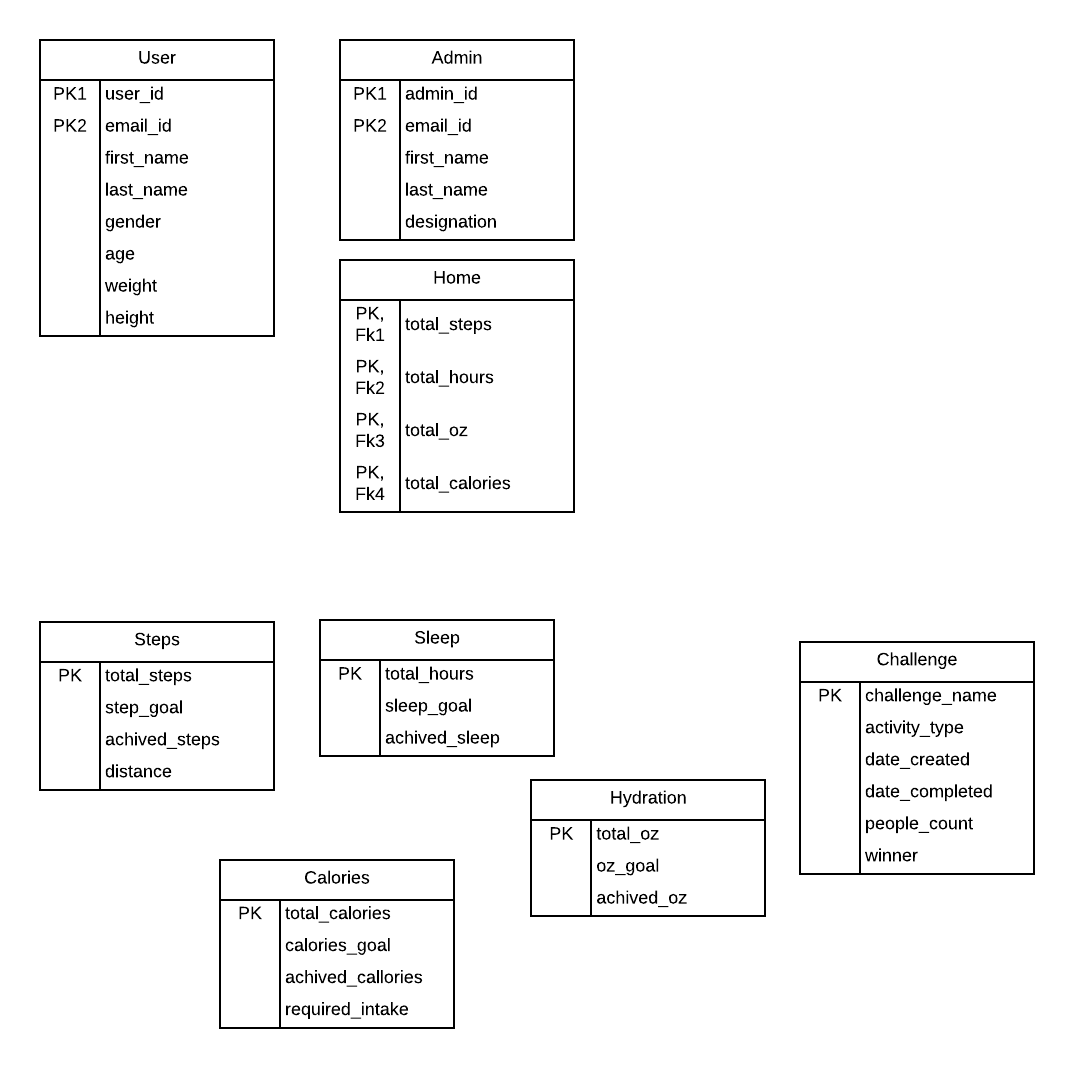 User
PK1 user_id
PK2 email_id
first_name
last_name
gender
age
weight
height
Admin
PK1 admin_id
PK2 email_id
first_name
last_name
designation
Home
PK,
Fk1 total_steps
PK,
Fk2 total_hours
PK,
Fk3 total_oz
PK,
Fk4 total_calories
Steps
PK total_steps
step_goal
achived_steps
distance
Sleep
PK total_hours
sleep_goal
achived_sleep
Challenge
PK challenge_name
activity_type
date_created
date_completed
people_count
winner
Hydration
PK total_oz
oz_goal
achived_oz
Calories
PK total_calories
calories_goal
achived_callories
required_intake